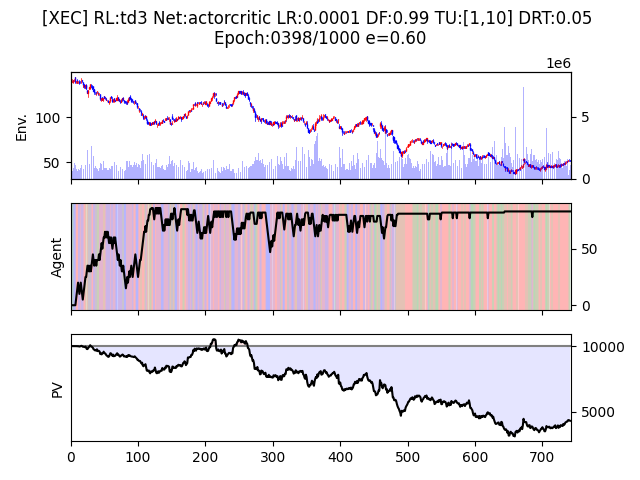 [XEC] RL:td3 Net:actorcritic LR:0.0001 DF:0.99 TU:[1,10] DRT:0.05
Epoch:0398/1000 e=0.60
1e6
Env.
100
50
5
0
Agent
50
0
PV
10000
5000
0 100 200 300 400 500 600 700